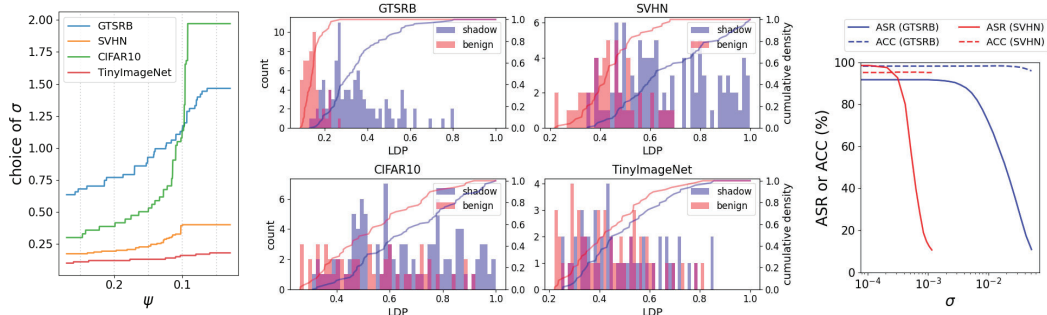 2.00
1.75
1.50
1.25
1.00
0.75
0.50
0.25
choice of σ
GTSRB
SVHN
CIFAR10
TinyImageNet
0.2
0.1
ψ
GTSRB
shadow
benign
10
8
6
4
2
0
count
1.0
0.8
0.6
0.4
0.2
0.0
0.2
0.4
0.6
0.8
1.0
LDP
SVHN
shadow
benign
6
4
2
0
1.0
0.8
0.6
0.4
0.2
0.0
cumulative density
0.2
0.4
0.6
0.8
1.0
LDP
CIFAR10
shadow
benign
8
6
4
2
0
count
1.0
0.8
0.6
0.4
0.2
0.0
0.4
0.6
0.8
1.0
LDP
TinyImageNet
shadow
benign
4
3
2
1
0
1.0
0.8
0.6
0.4
0.2
0.0
cumulative density
0.2
0.4
0.6
0.8
1.0
LDP
ASR (GTSRB)
ACC (GTSRB)
ASR (SVHN)
ACC (SVHN)
100
80
60
40
20
0
ASR or ACC (%)
10⁻⁴
10⁻³
10⁻²
σ